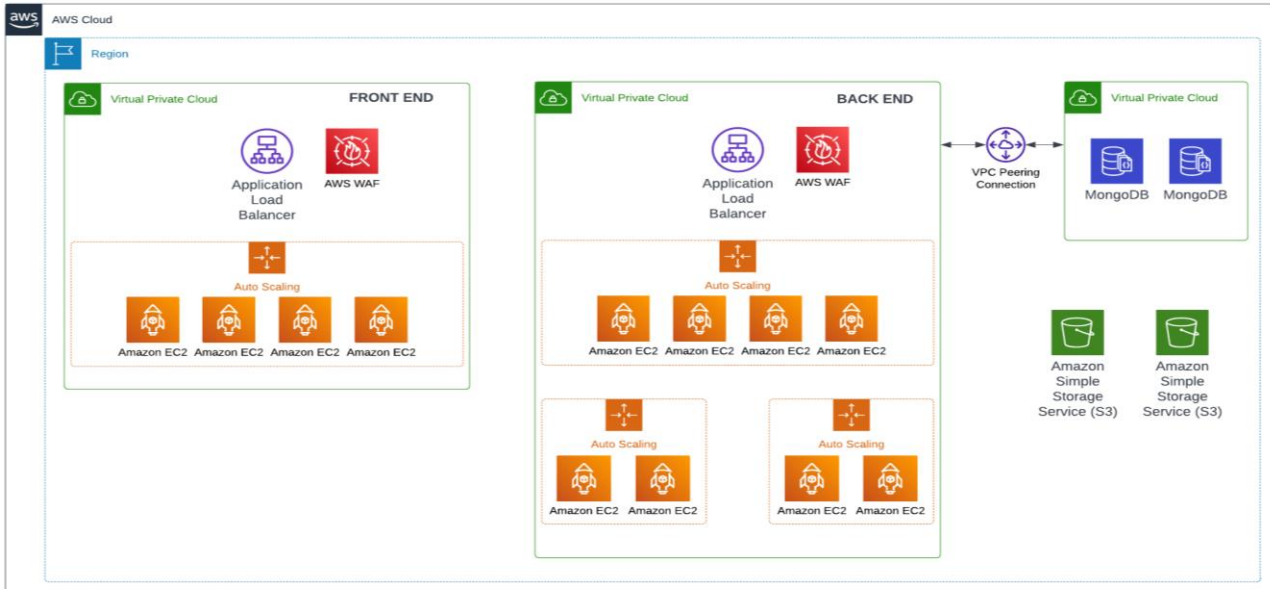 aws
AWS Cloud
Region
Virtual Private Cloud
FRONT END
Application
Load
Balancer
AWS WAF
Auto Scaling
Amazon EC2 Amazon EC2 Amazon EC2 Amazon EC2
Virtual Private Cloud
BACK END
Application
Load
Balancer
AWS WAF
Auto Scaling
Amazon EC2 Amazon EC2 Amazon EC2 Amazon EC2
Auto Scaling
Amazon EC2 Amazon EC2
Auto Scaling
Amazon EC2 Amazon EC2
VPC Peering
Connection
Virtual Private Cloud
MongoDB MongoDB
Amazon
Simple
Storage
Service (S3)
Amazon
Simple
Storage
Service (S3)